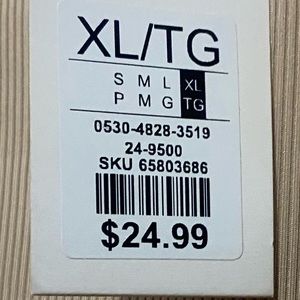 XL/TG
S M L XL
P M G TG
0530-4828-3519
24-9500
SKU 65803686
$24.99